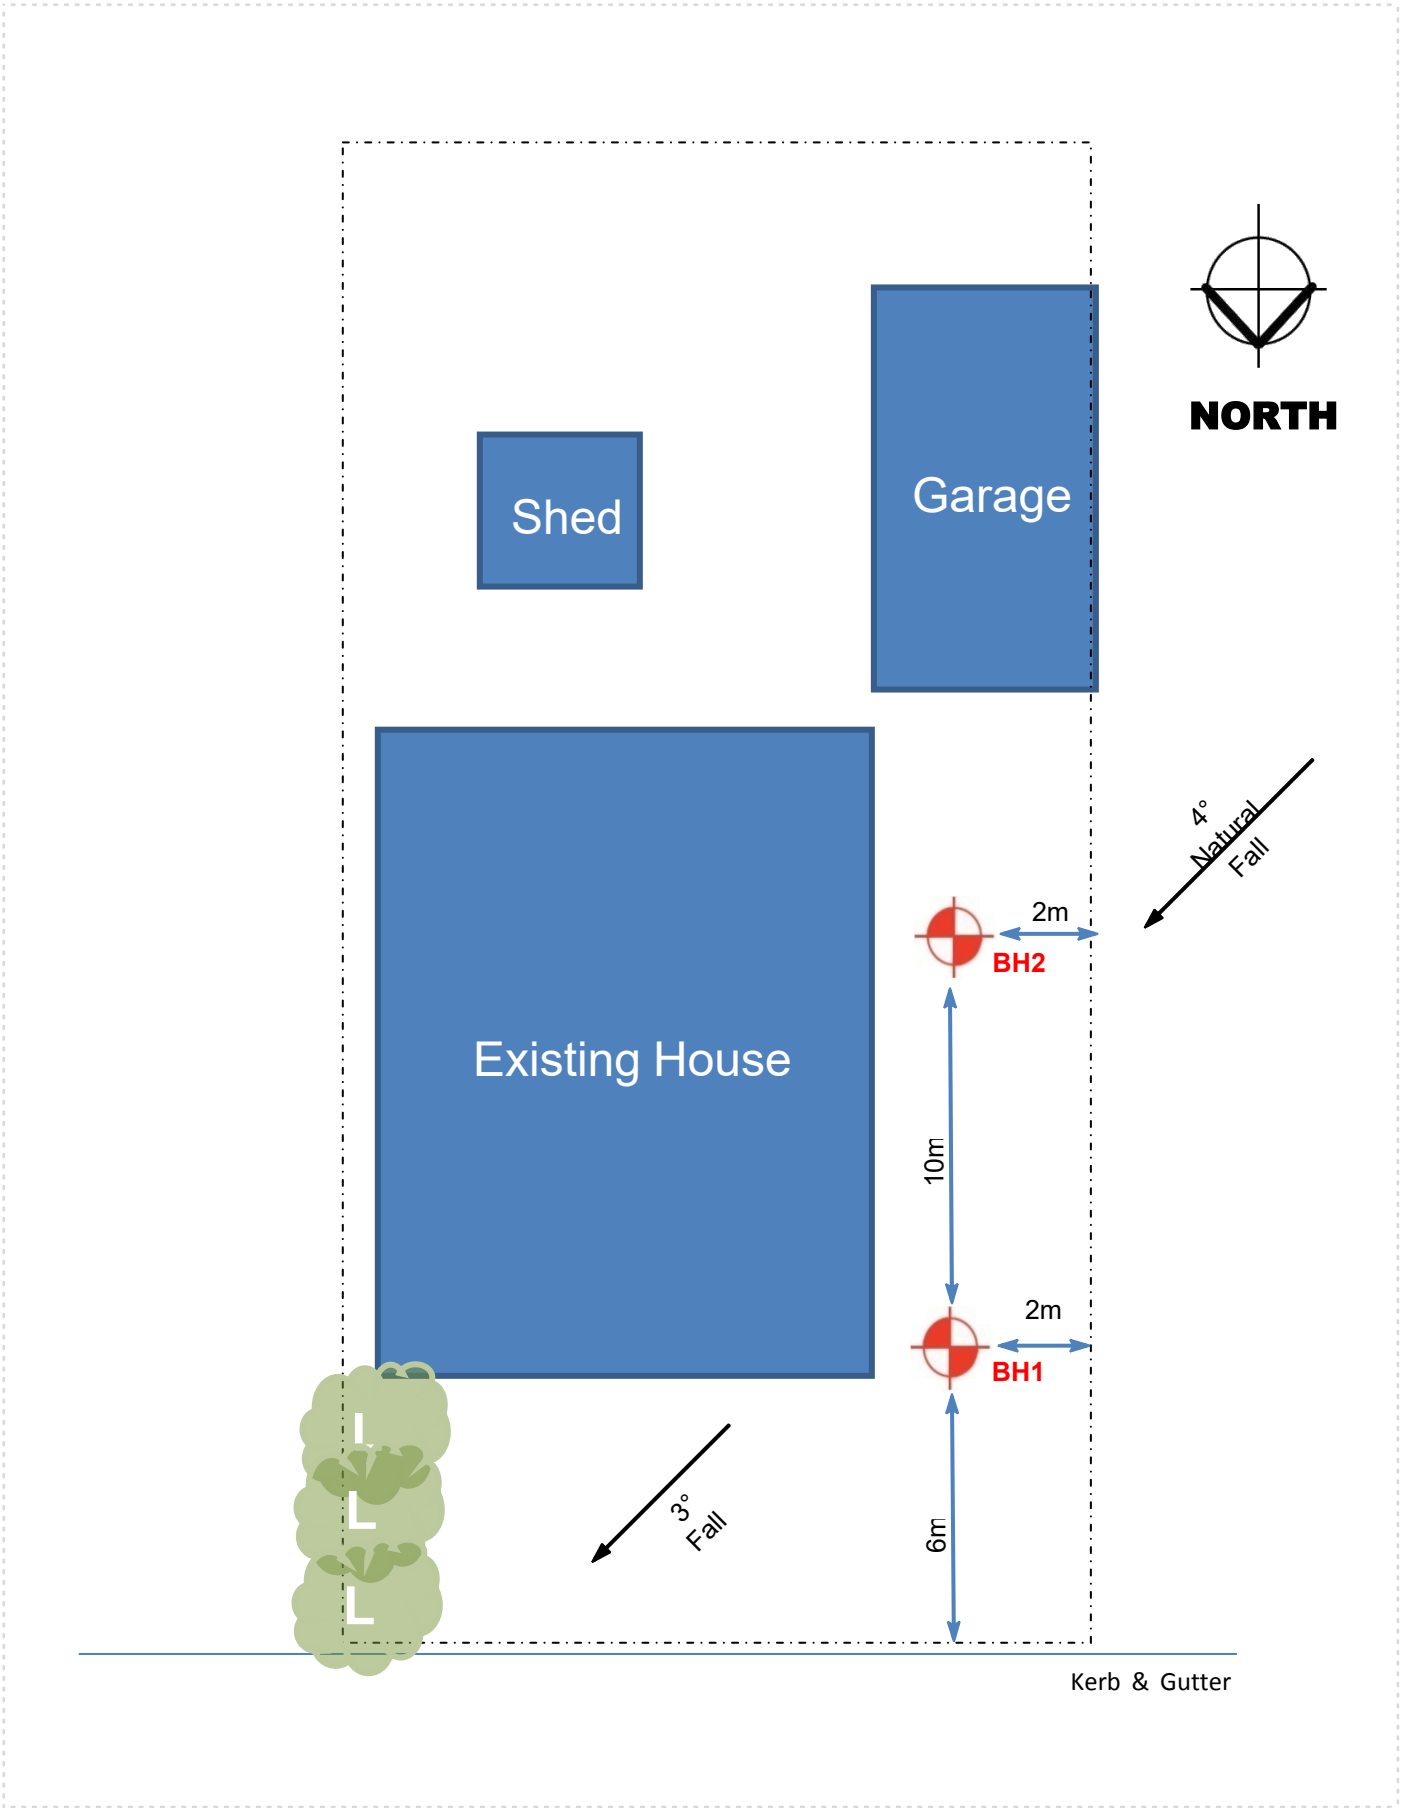 NORTH
Garage
Shed
4°
Natural
Fall
2m
BH2
Existing House
10m
2m
BH1
L
L
L
3°
Fall
6m
Kerb & Gutter